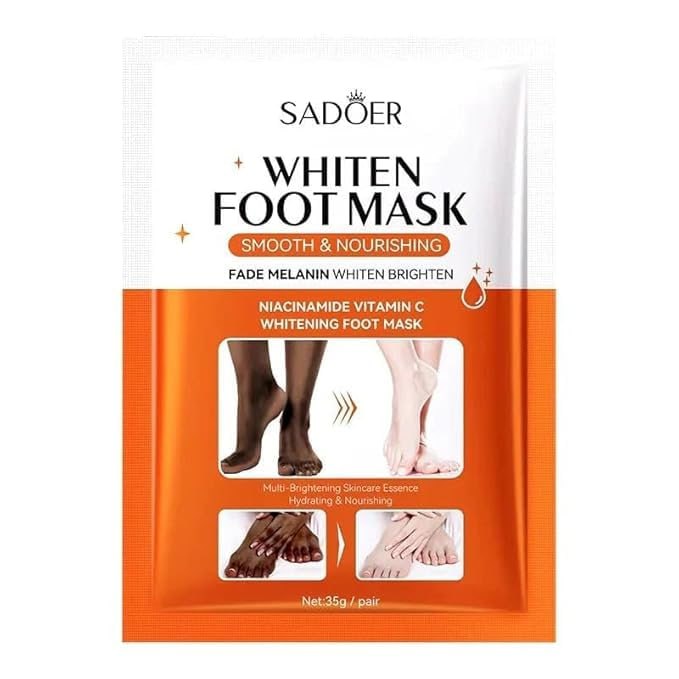 SADOER
WHITEN
FOOT MASK
SMOOTH & NOURISHING
FADE MELANIN WHITEN BRIGHTEN
NIACINAMIDE VITAMIN C
WHITENING FOOT MASK
Multi-Brightening Skincare Essence
Hydrating & Nourishing
Net:35g / pair